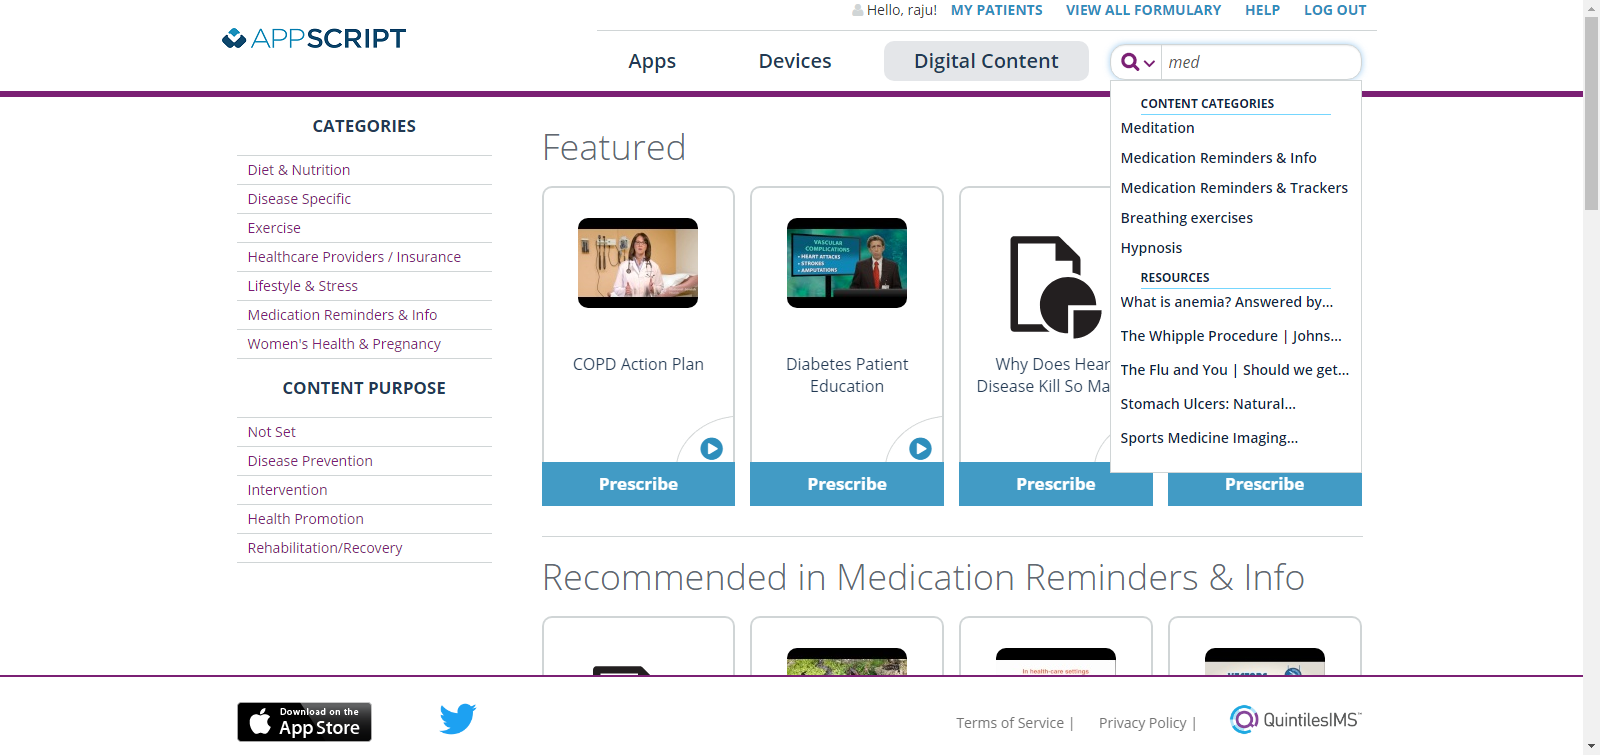 Hello, raju! MY PATIENTS VIEW ALL FORMULARY HELP LOG OUT
APPSCRIPT
Apps Devices Digital Content med
CATEGORIES
Diet & Nutrition
Disease Specific
Exercise
Healthcare Providers / Insurance
Lifestyle & Stress
Medication Reminders & Info
Women's Health & Pregnancy
CONTENT PURPOSE
Not Set
Disease Prevention
Intervention
Health Promotion
Rehabilitation/Recovery
CONTENT CATEGORIES
Meditation
Medication Reminders & Info
Medication Reminders & Trackers
Breathing exercises
Hypnosis
RESOURCES
What is anemia? Answered by...
The Whipple Procedure | Johns...
The Flu and You | Should we get...
Stomach Ulcers: Natural...
Sports Medicine Imaging...
Featured
VASCULAR
COMPLICATIONS
• HEART ATTACKS
• STROKES
• AMPUTATIONS
COPD Action Plan
Diabetes Patient
Education
Why Does Hear
Disease Kill So Ma
Prescribe Prescribe Prescribe Prescribe
Recommended in Medication Reminders & Info
In health-care settings
Download on the
App Store
Terms of Service | Privacy Policy |
QuintilesIMS™